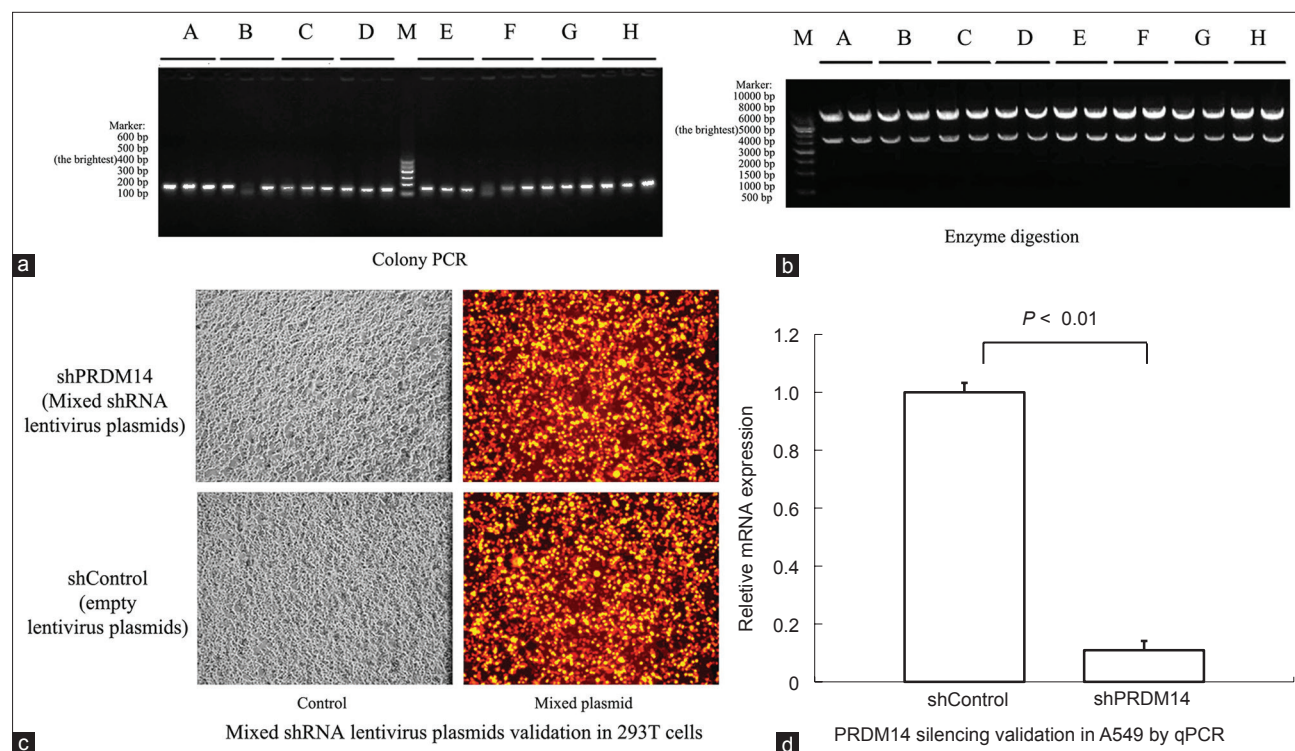 A B C D M E F G H
Marker:
600 bp
500 bp
(the brightest)400 bp
300 bp
200 bp
100 bp
Colony PCR
a
M A B C D E F G H
Marker:
10000 bp
8000 bp
6000 bp
(the brightest)5000 bp
4000 bp
3000 bp
2000 bp
1500 bp
1000 bp
500 bp
Enzyme digestion
b
shPRDM14
(Mixed shRNA
lentivirus plasmids)
shControl
(empty
lentivirus plasmids)
Control Mixed plasmid
Mixed shRNA lentivirus plasmids validation in 293T cells
c
P < 0.01
1.2
1.0
0.8
0.6
0.4
0.2
0
Reletive mRNA expression
shControl shPRDM14
PRDM14 silencing validation in A549 by qPCR
d